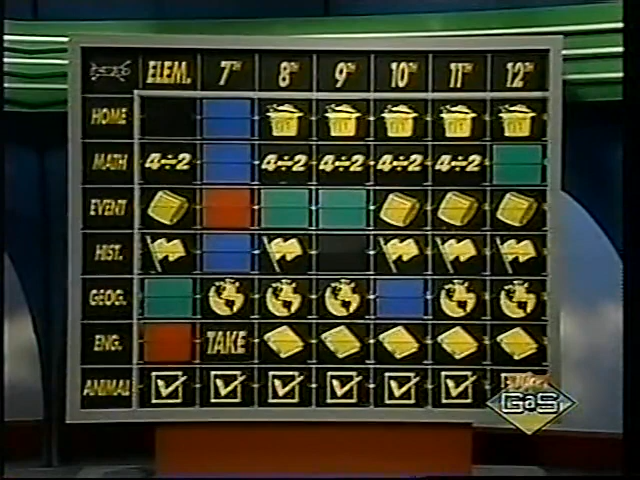 ELEM. 7TH 8TH 9TH 10TH 11TH 12TH
HOME
MATH 4÷2 4÷2 4÷2 4÷2 4÷2
EVENT
HIST.
GEOG.
ENG. TAKE
ANIMAL
GaS